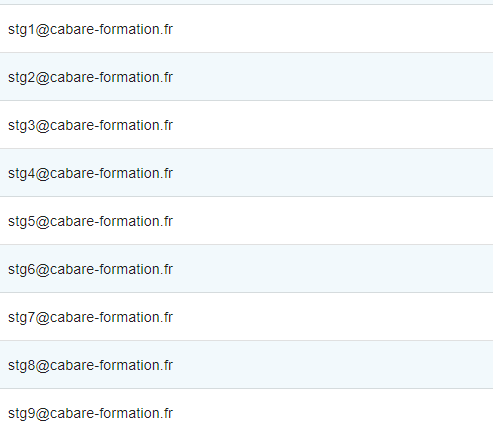 stg1@cabare-formation.fr
stg2@cabare-formation.fr
stg3@cabare-formation.fr
stg4@cabare-formation.fr
stg5@cabare-formation.fr
stg6@cabare-formation.fr
stg7@cabare-formation.fr
stg8@cabare-formation.fr
stg9@cabare-formation.fr